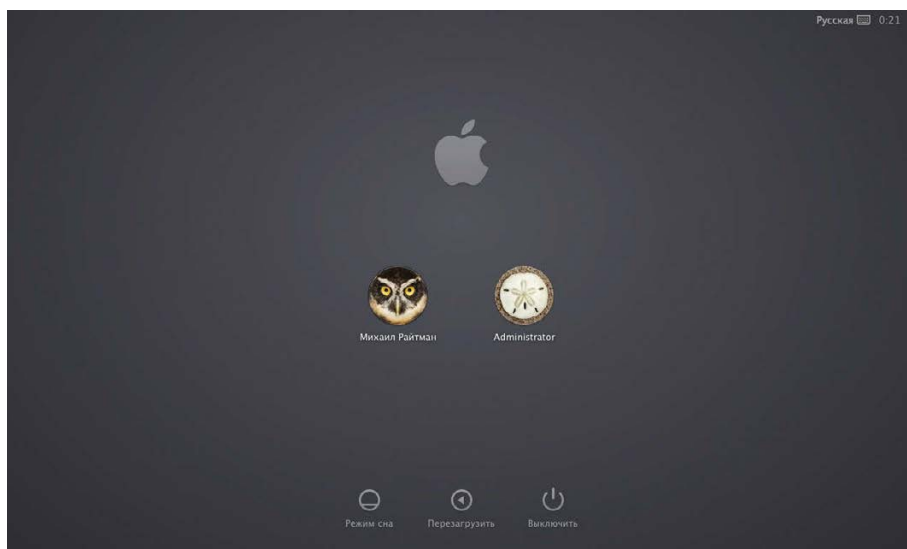 Русская 0:21
Михаил Райтман
Administrator
Режим сна
Перезагрузить
Выключить